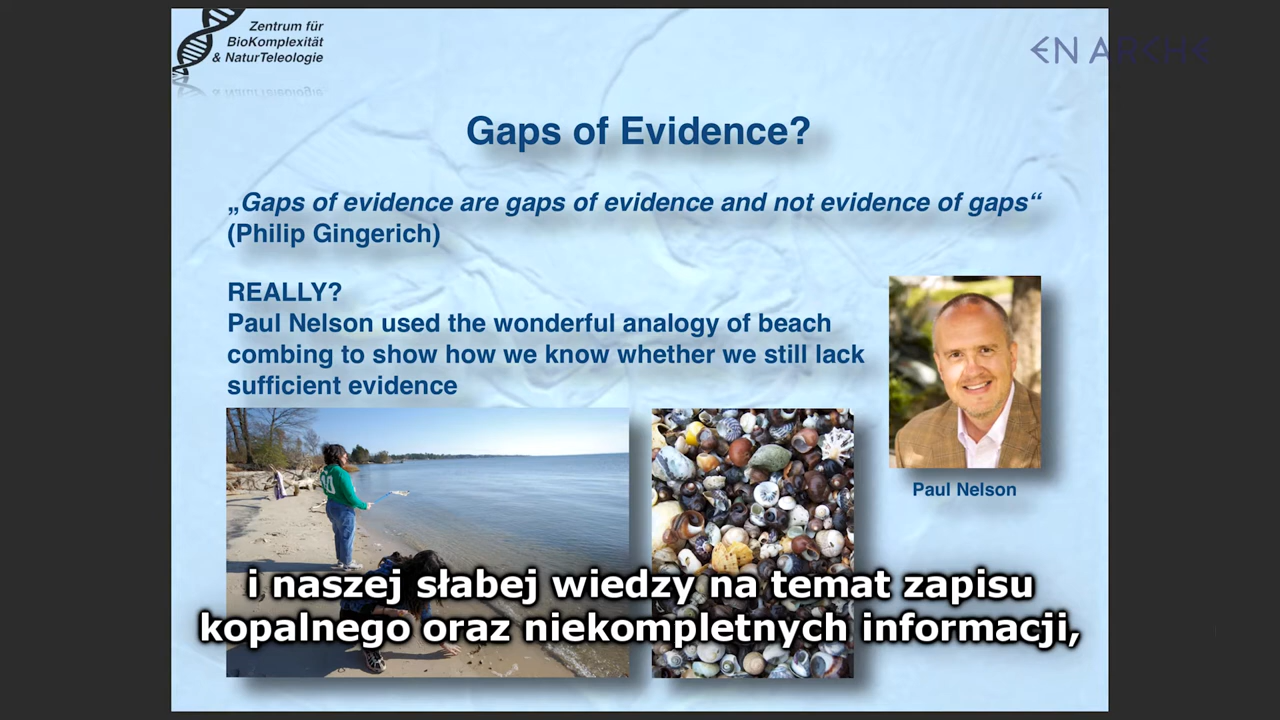 Zentrum für
BioKomplexität
& NaturTeleologie
EN ARCHE
Gaps of Evidence?
„Gaps of evidence are gaps of evidence and not evidence of gaps“
(Philip Gingerich)
REALLY?
Paul Nelson used the wonderful analogy of beach
combing to show how we know whether we still lack
sufficient evidence
Paul Nelson
i naszej słabej wiedzy na temat zapisu
kopalnego oraz niekompletnych informacji,